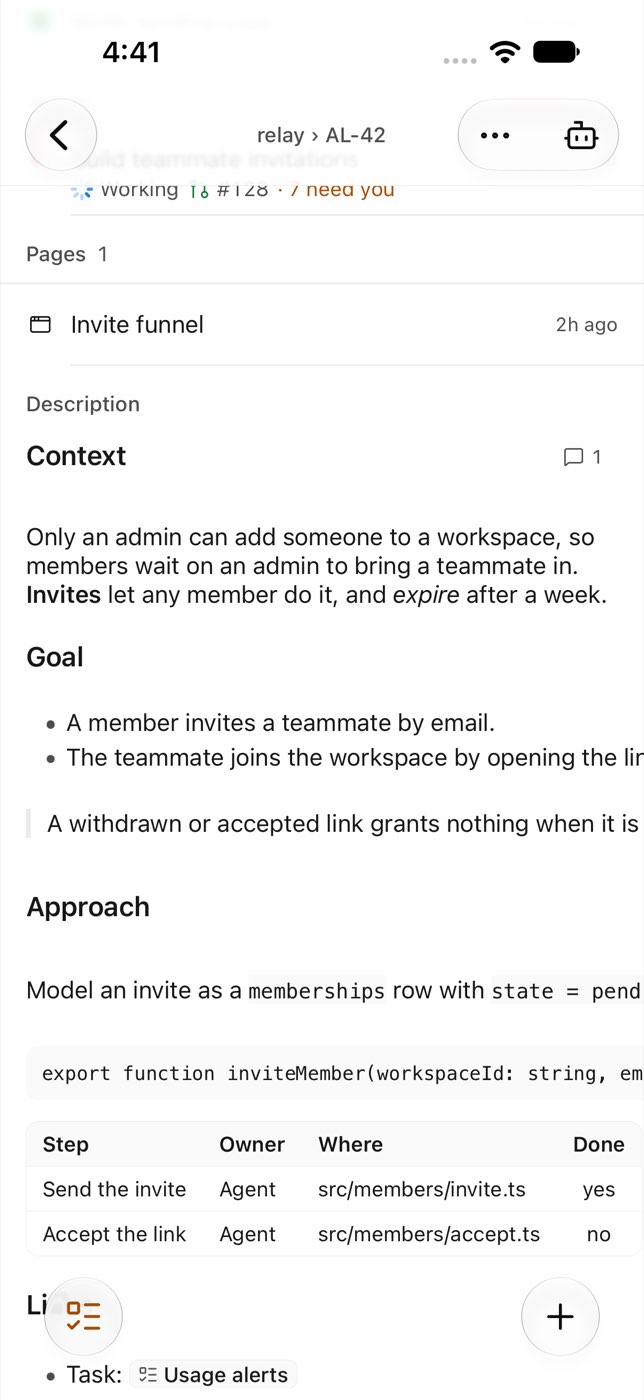 4:41
relay › AL-42
Build teammate invitations
Working #128 · 7 need you
Pages 1
Invite funnel 2h ago
Description
Context 1
Only an admin can add someone to a workspace, so
members wait on an admin to bring a teammate in.
Invites let any member do it, and expire after a week.
Goal
• A member invites a teammate by email.
• The teammate joins the workspace by opening the
A withdrawn or accepted link grants nothing when it is
Approach
Model an invite as a memberships row with state = pend
export function inviteMember(workspaceId: string, em
Step Owner Where Done
Send the invite Agent src/members/invite.ts yes
Accept the link Agent src/members/accept.ts no
• Task: Usage alerts